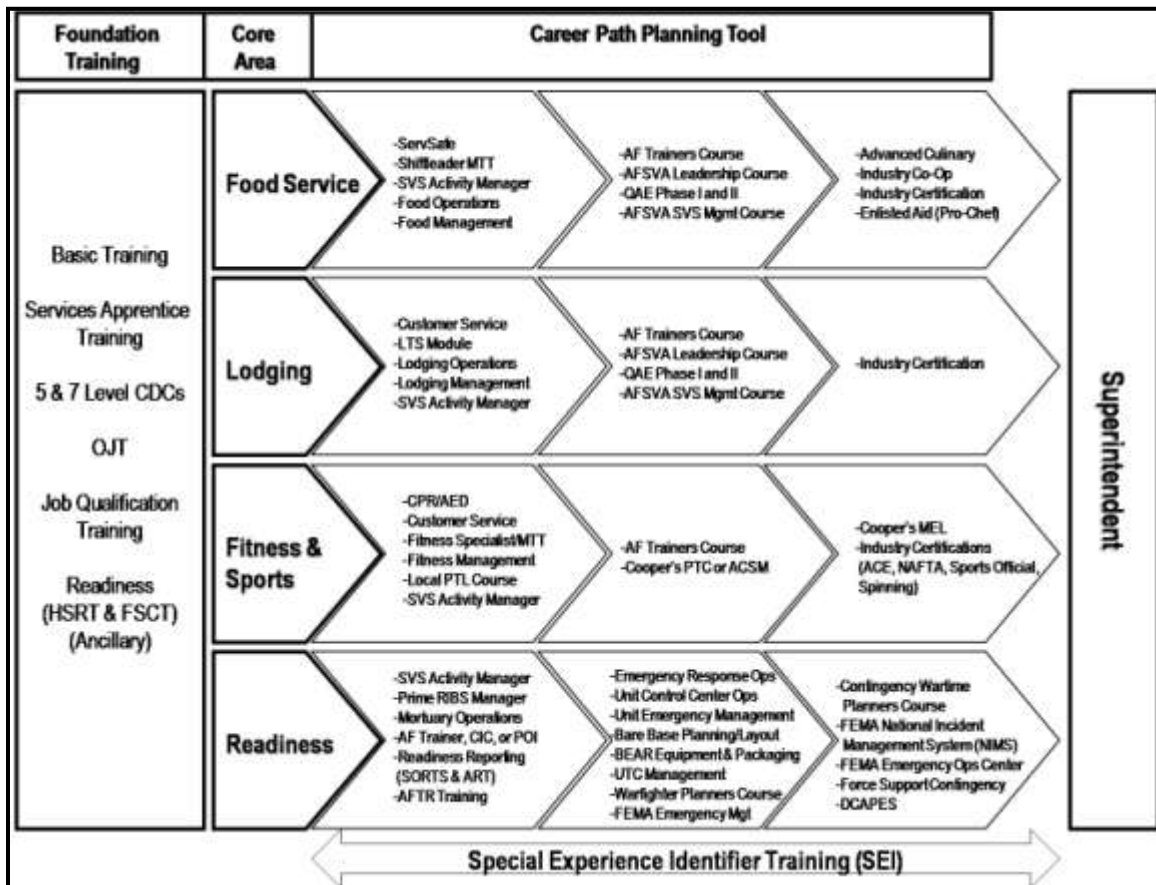 Foundation
Training
Core
Area
Career Path Planning Tool
Basic Training
Services Apprentice
Training
5 & 7 Level CDCs
OJT
Job Qualification
Training
Readiness
(HSRT & FSCT)
(Ancillary)
Food Service
-ServSafe
-Shiftleader MTT
-SVS Activity Manager
-Food Operations
-Food Management
-AF Trainers Course
-AFSVA Leadership Course
-QAE Phase I and II
-AFSVA SVS Mgmt Course
-Advanced Culinary
-Industry Co-Op
-Industry Certification
-Enlisted Aid (Pro-Chef)
Lodging
-Customer Service
-LTS Module
-Lodging Operations
-Lodging Management
-SVS Activity Manager
-AF Trainers Course
-AFSVA Leadership Course
-QAE Phase I and II
-AFSVA SVS Mgmt Course
-Industry Certification
Fitness &
Sports
-CPR/AED
-Customer Service
-Fitness Specialist/MTT
-Fitness Management
-Local PTL Course
-SVS Activity Manager
-AF Trainers Course
-Cooper's PTC or ACSM
-Cooper's MEL
-Industry Certifications
(ACE, NAFTA, Sports Official,
Spinning)
Readiness
-SVS Activity Manager
-Prime RIBS Manager
-Mortuary Operations
-AF Trainer, CIC, or POI
-Readiness Reporting
(SORTS & ART)
-AFTR Training
-Emergency Response Ops
-Unit Control Center Ops
-Unit Emergency Management
-Bare Base Planning/Layout
-BEAR Equipment & Packaging
-UTC Management
-Warfighter Planners Course
-FEMA Emergency Mgt
-Contingency Wartime
Planners Course
-FEMA National Incident
Management System (NIMS)
-FEMA Emergency Ops Center
-Force Support Contingency
-DCAPES
Superintendent
Special Experience Identifier Training (SEI)